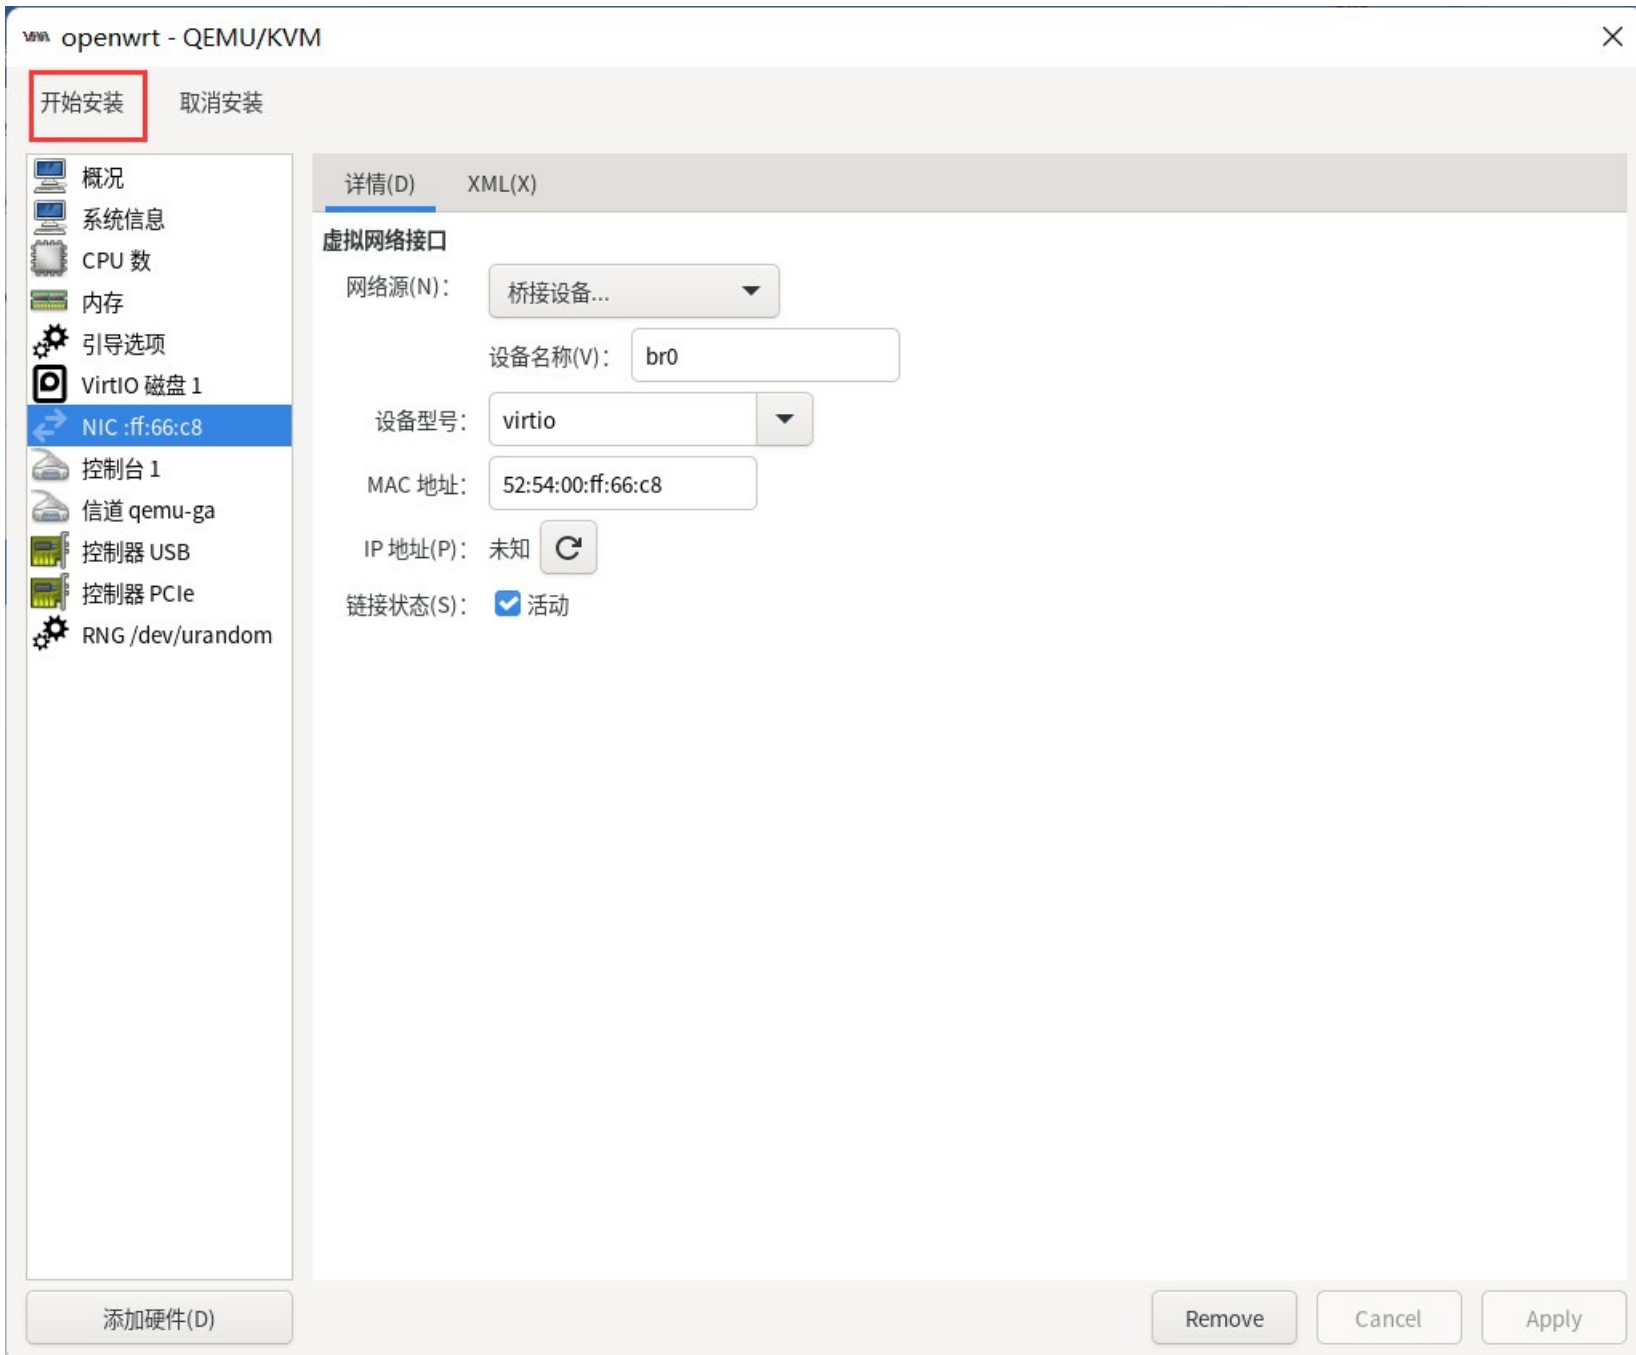 openwrt - QEMU/KVM
开始安装 取消安装
概况
系统信息
CPU 数
内存
引导选项
VirtIO 磁盘 1
NIC :ff:66:c8
控制台 1
信道 qemu-ga
控制器 USB
控制器 PCIe
RNG /dev/urandom
添加硬件(D)
详情(D) XML(X)
虚拟网络接口
网络源(N)： 桥接设备...
设备名称(V)： br0
设备型号： virtio
MAC 地址： 52:54:00:ff:66:c8
IP 地址(P)： 未知
链接状态(S)： 活动
Remove Cancel Apply